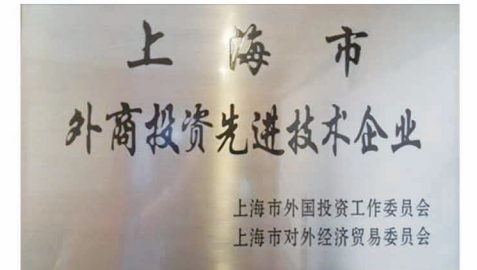 上海市
外商投资先进技术企业
上海市外国投资工作委员会
上海市对外经济贸易委员会